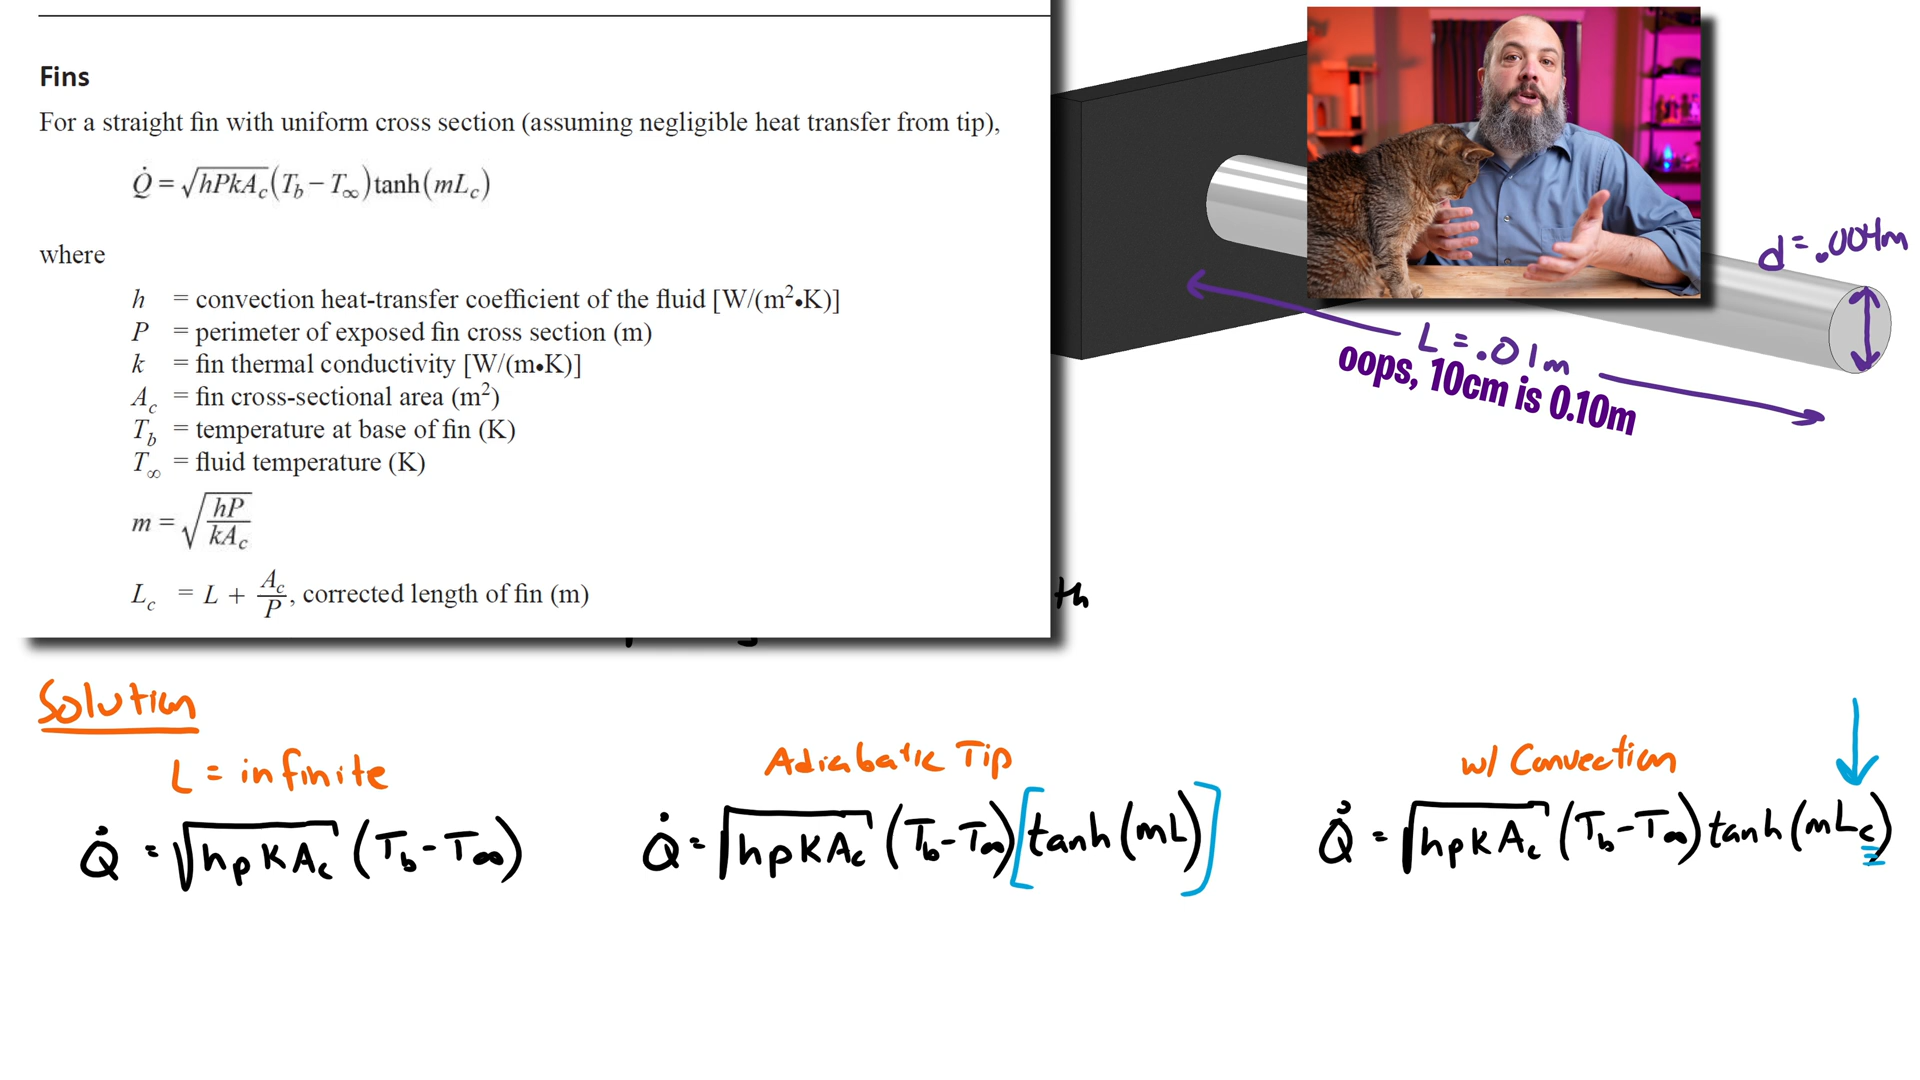 Fins
For a straight fin with uniform cross section (assuming negligible heat transfer from tip),
Q̇ = √hPkA_c (T_b − T_∞) tanh(mL_c)
where
h = convection heat-transfer coefficient of the fluid [W/(m²•K)]
P = perimeter of exposed fin cross section (m)
k = fin thermal conductivity [W/(m•K)]
A_c = fin cross-sectional area (m²)
T_b = temperature at base of fin (K)
T_∞ = fluid temperature (K)
m = √(hP/kA_c)
L_c = L + A_c/P, corrected length of fin (m)
d = .004m
L = .01m
oops, 10cm is 0.10m
th
Solution
L = infinite
Q̇ = √hpKA_c (T_b-T_∞)
Adiabatic Tip
Q̇ = √hpKA_c (T_b-T_∞)[tanh(mL)]
w/ Convection
Q̇ = √hpKA_c (T_b-T_∞) tanh(mL_c)